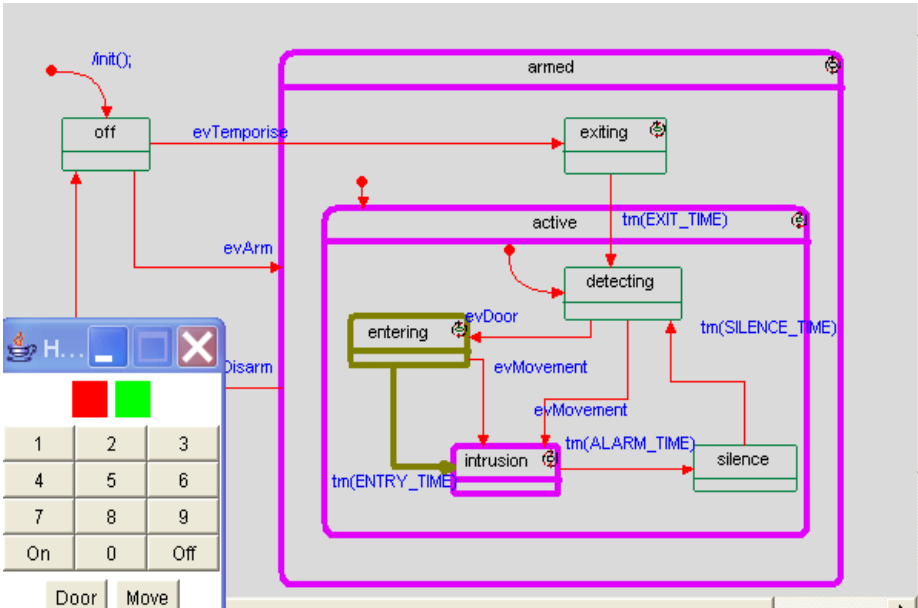 /init();
armed
off
evTemporise
exiting
active
tm(EXIT_TIME)
evArm
detecting
evDoor
entering
tm(SILENCE_TIME)
H...
Disarm
evMovement
evMovement
tm(ALARM_TIME)
intrusion
silence
tm(ENTRY_TIME)
1 2 3
4 5 6
7 8 9
On 0 Off
Door Move